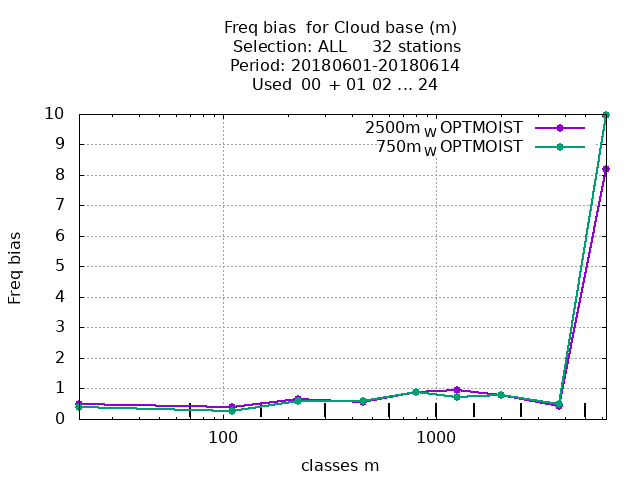 Freq bias  for Cloud base (m)
Selection: ALL     32 stations
Period: 20180601-20180614
Used  00 + 01 02 ... 24
2500m W OPTMOIST
750m W OPTMOIST
10
9
8
7
6
5
4
3
2
1
0
Freq bias
100 1000
classes m